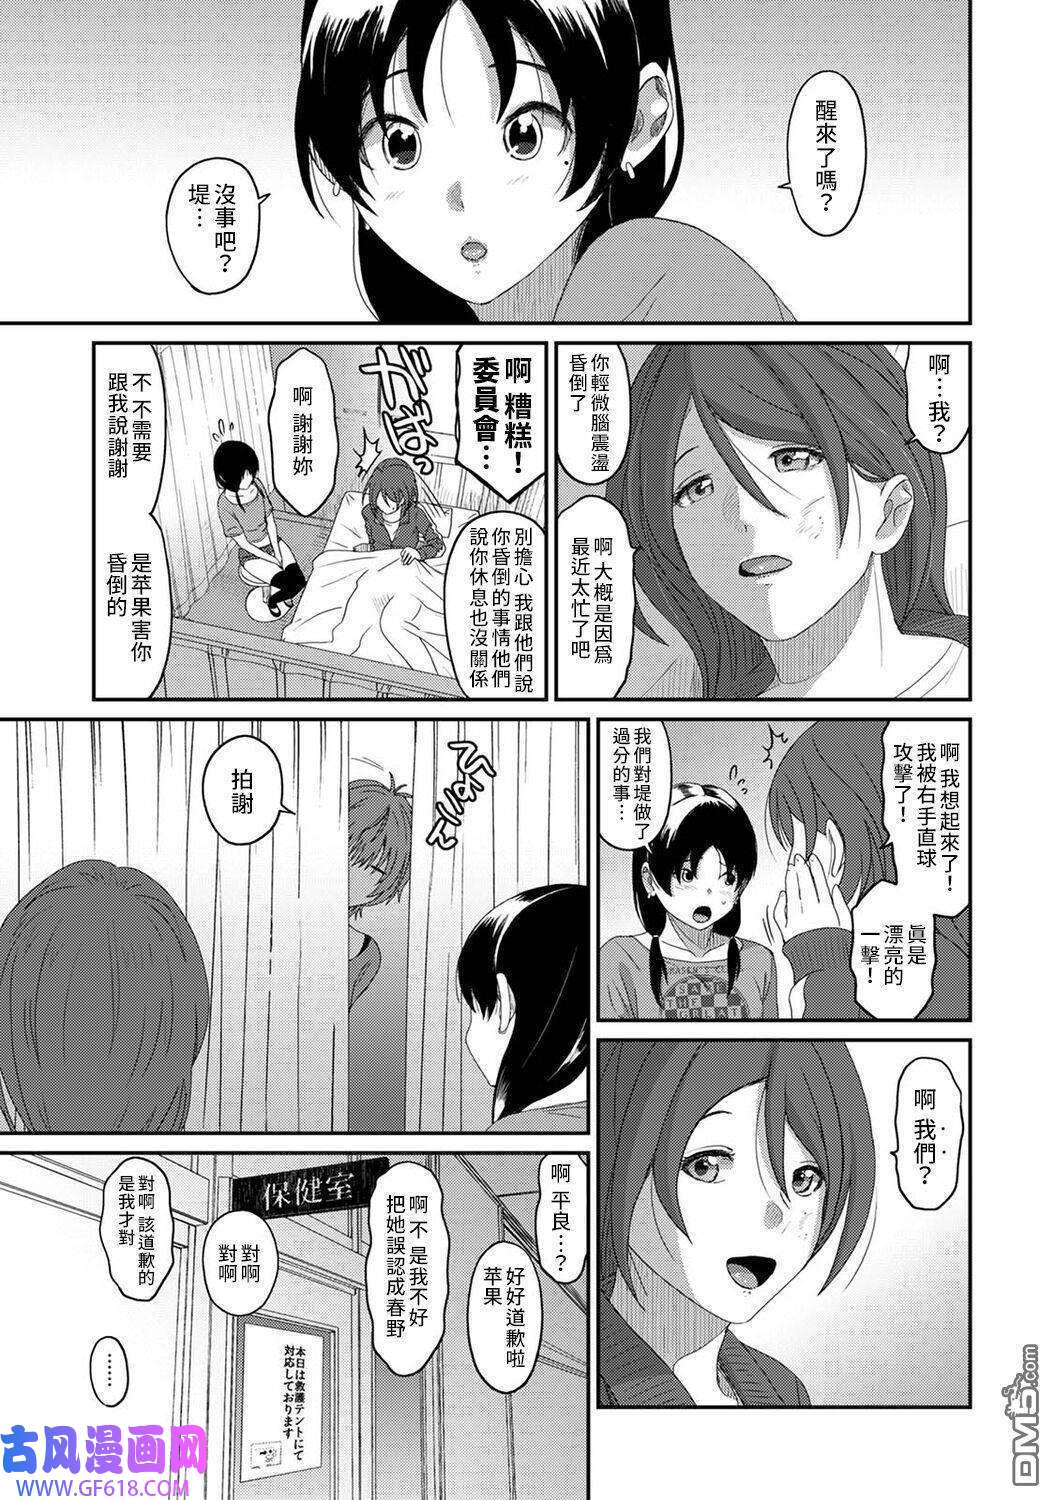 醒來了嗎？
沒事吧？
堤…
啊…我？
你輕微腦震盪
昏倒了
啊 大概是因為
最近太忙了吧
啊 糟糕！
委員會…
別擔心 我跟他們說
你昏倒的事情他們
說你休息也沒關係
啊 謝謝妳
不 不需要
跟我說謝謝
是苹果害你
昏倒的
がばっ
啊 我想起來了！
我被右手直球
攻擊了！
真是
漂亮的
一擊！
我們對堤做了
過分的事…
SAVE
THE
GREAT
拍謝
ひょこ
啊 我們？
啊 平良…？
好好道歉啦
苹果
啊 不 是我不好
把她誤認成春野
對啊
對啊
對啊 該道歉的
是我才對
……
保健室
本日は救護テントにて
対応しております
古风漫画网
WWW.GF618.COM
DM5.com